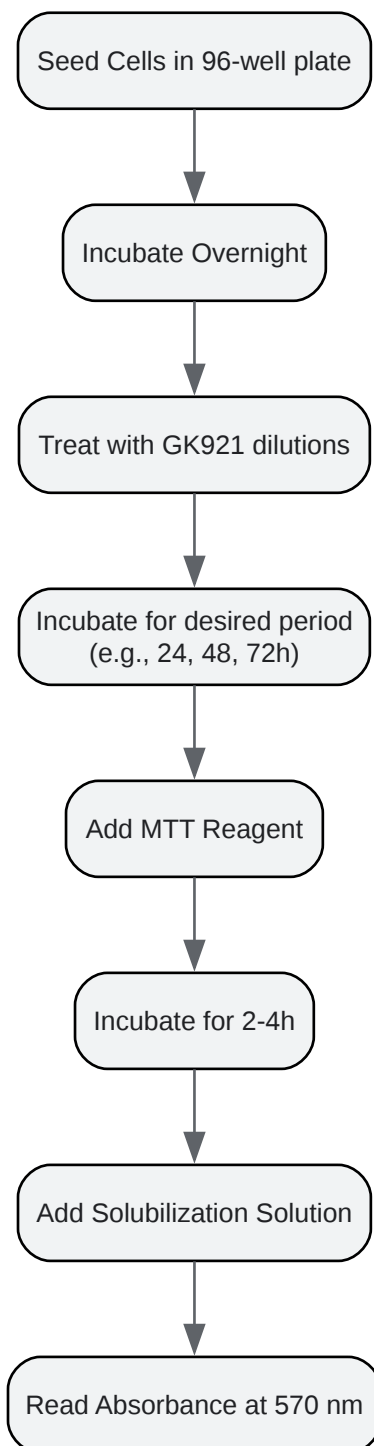 Seed Cells in 96-well plate
Incubate Overnight
Treat with GK921 dilutions
Incubate for desired period
(e.g., 24, 48, 72h)
Add MTT Reagent
Incubate for 2-4h
Add Solubilization Solution
Read Absorbance at 570 nm